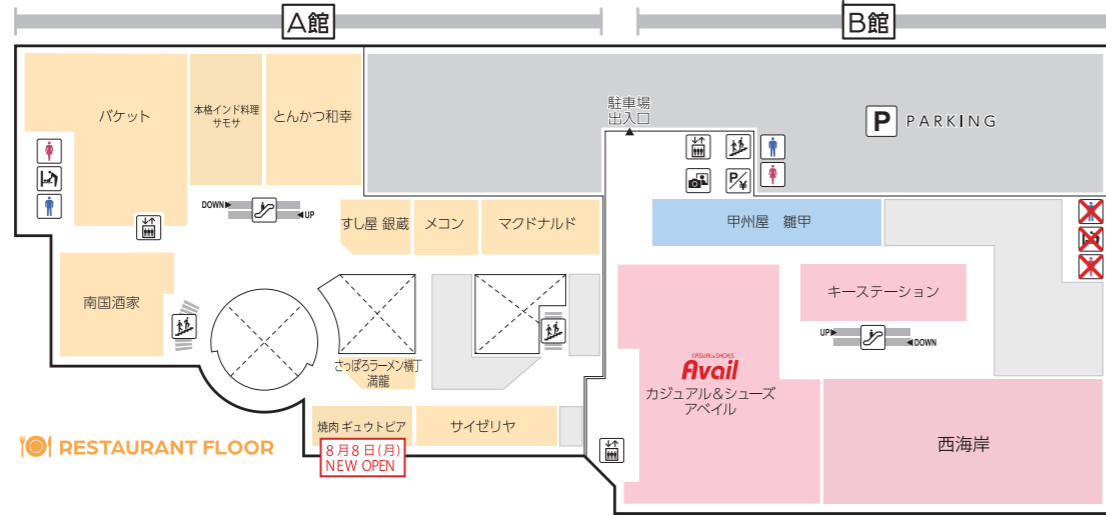 A館
B館
バケット
本格インド料理
サモサ
とんかつ和幸
駐車場
出入口
P PARKING
DOWN
UP
P/¥
すし屋 銀蔵
メコン
マクドナルド
甲州屋 雛甲
南国酒家
キーステーション
UP
DOWN
さっぽろラーメン横丁
満龍
CASUAL&SHOES
Avail
カジュアル&シューズ
アベイル
焼肉 ギュウトピア
サイゼリヤ
西海岸
RESTAURANT FLOOR
8月8日(月)
NEW OPEN